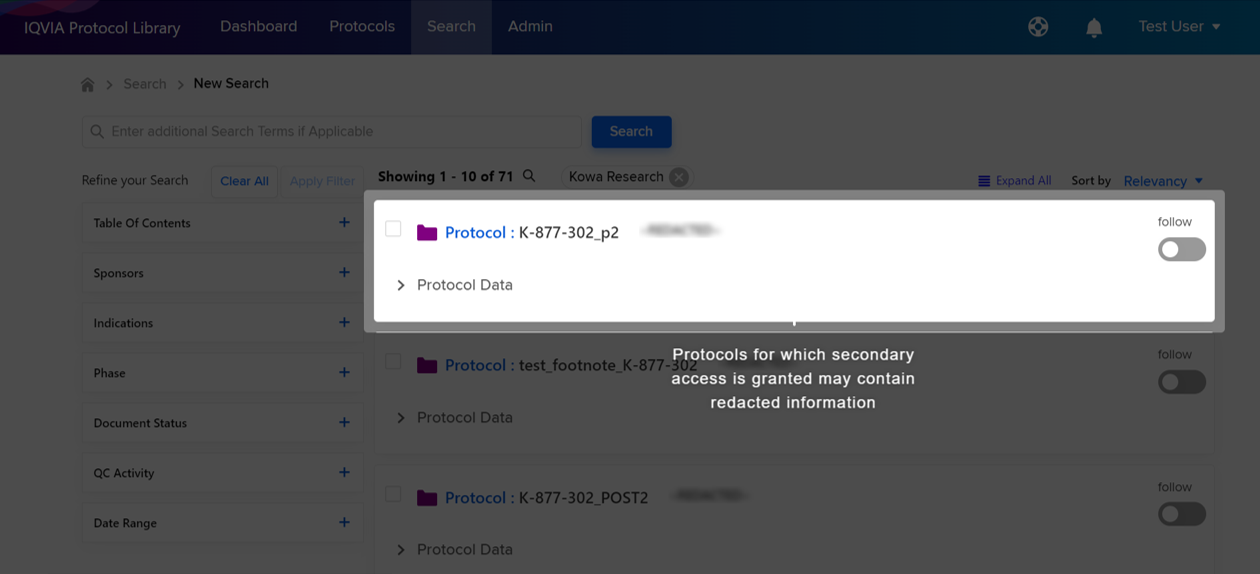 IQVIA Protocol Library Dashboard Protocols Search Admin Test User
Search New Search
Enter additional Search Terms if Applicable Search
Refine your Search Clear All Apply Filter Showing 1 - 10 of 71 Kowa Research Expand All Sort by Relevancy
Table Of Contents
Sponsors
Indications
Phase
Document Status
QC Activity
Date Range
Protocol : K-877-302_p2 ~REDACTED~ follow
Protocol Data
Protocols for which secondary
access is granted may contain
redacted information
Protocol : test_footnote_K-877-302 follow
Protocol Data
Protocol : K-877-302_POST2 ~REDACTED~ follow
Protocol Data